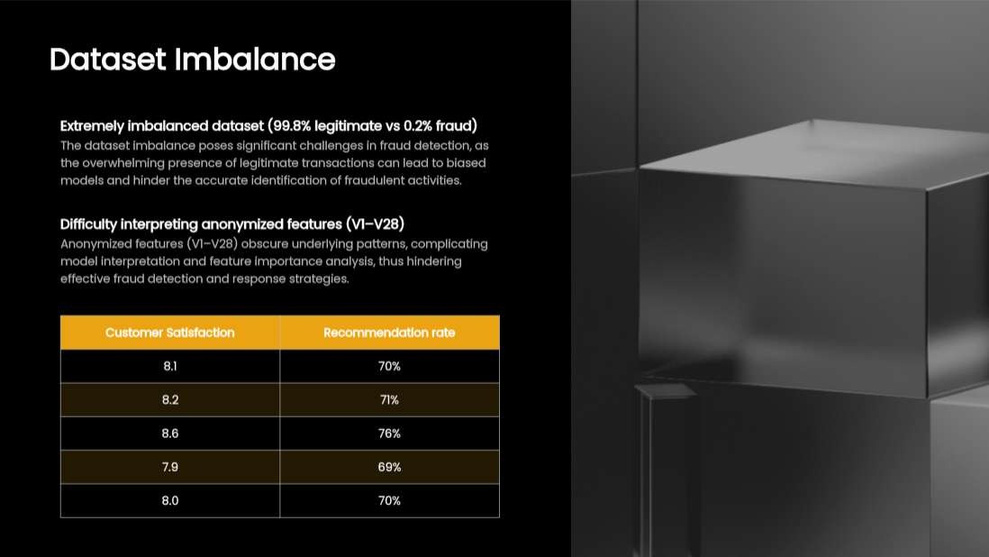 Dataset Imbalance
Extremely imbalanced dataset (99.8% legitimate vs 0.2% fraud)
The dataset imbalance poses significant challenges in fraud detection, as
the overwhelming presence of legitimate transactions can lead to biased
models and hinder the accurate identification of fraudulent activities.
Difficulty interpreting anonymized features (V1–V28)
Anonymized features (V1–V28) obscure underlying patterns, complicating
model interpretation and feature importance analysis, thus hindering
effective fraud detection and response strategies.
Customer Satisfaction Recommendation rate
8.1 70%
8.2 71%
8.6 76%
7.9 69%
8.0 70%